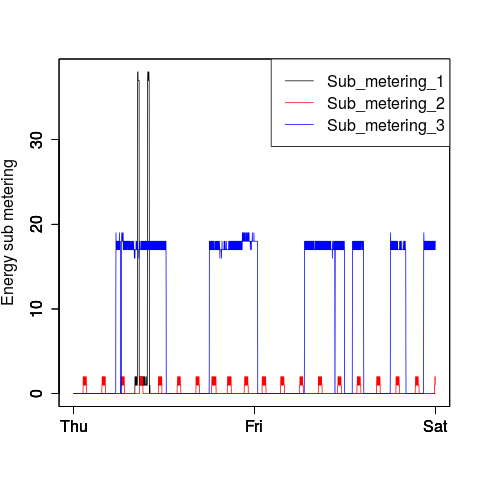 Sub_metering_1
Sub_metering_2
Sub_metering_3
Energy sub metering
30
20
10
0
Thu Fri Sat